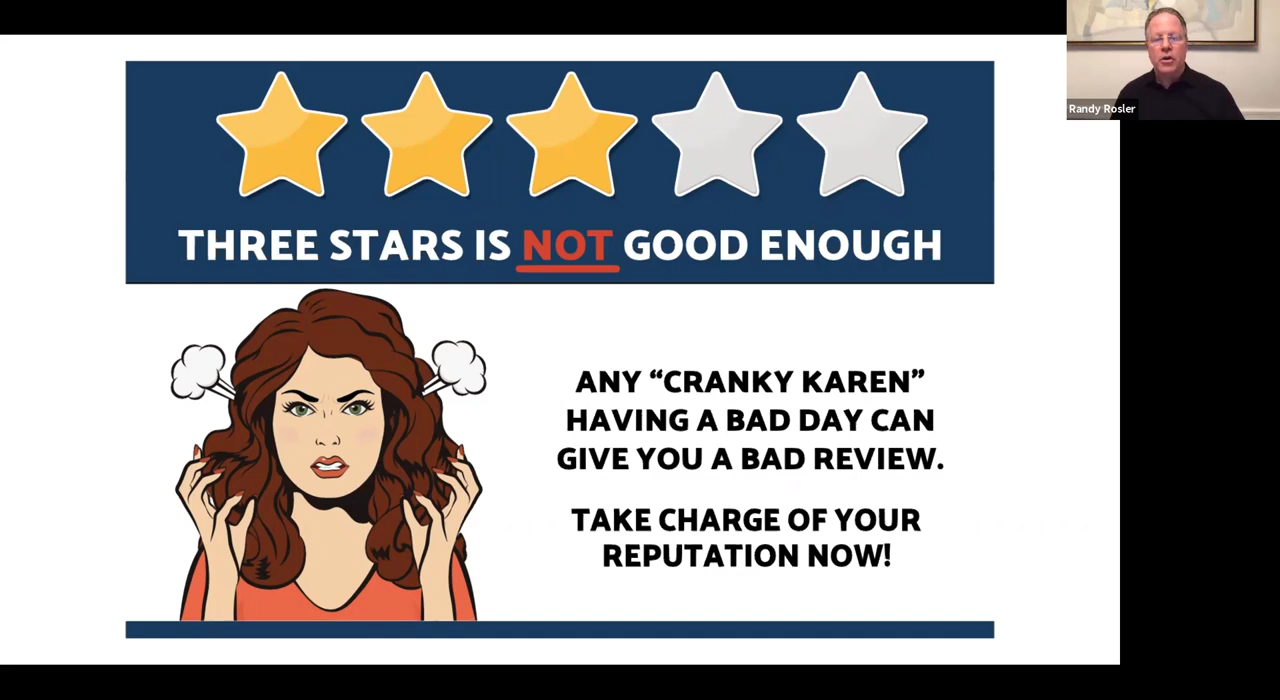 THREE STARS IS NOT GOOD ENOUGH
ANY “CRANKY KAREN”
HAVING A BAD DAY CAN
GIVE YOU A BAD REVIEW.
TAKE CHARGE OF YOUR
REPUTATION NOW!
Randy Rosler